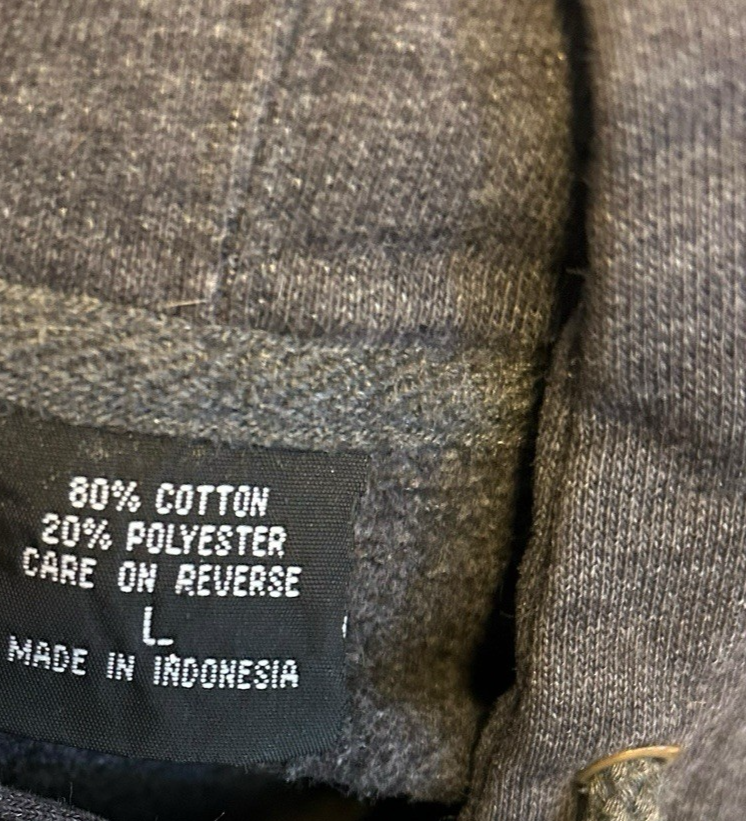 80% COTTON
20% POLYESTER
CARE ON REVERSE
L
MADE IN INDONESIA